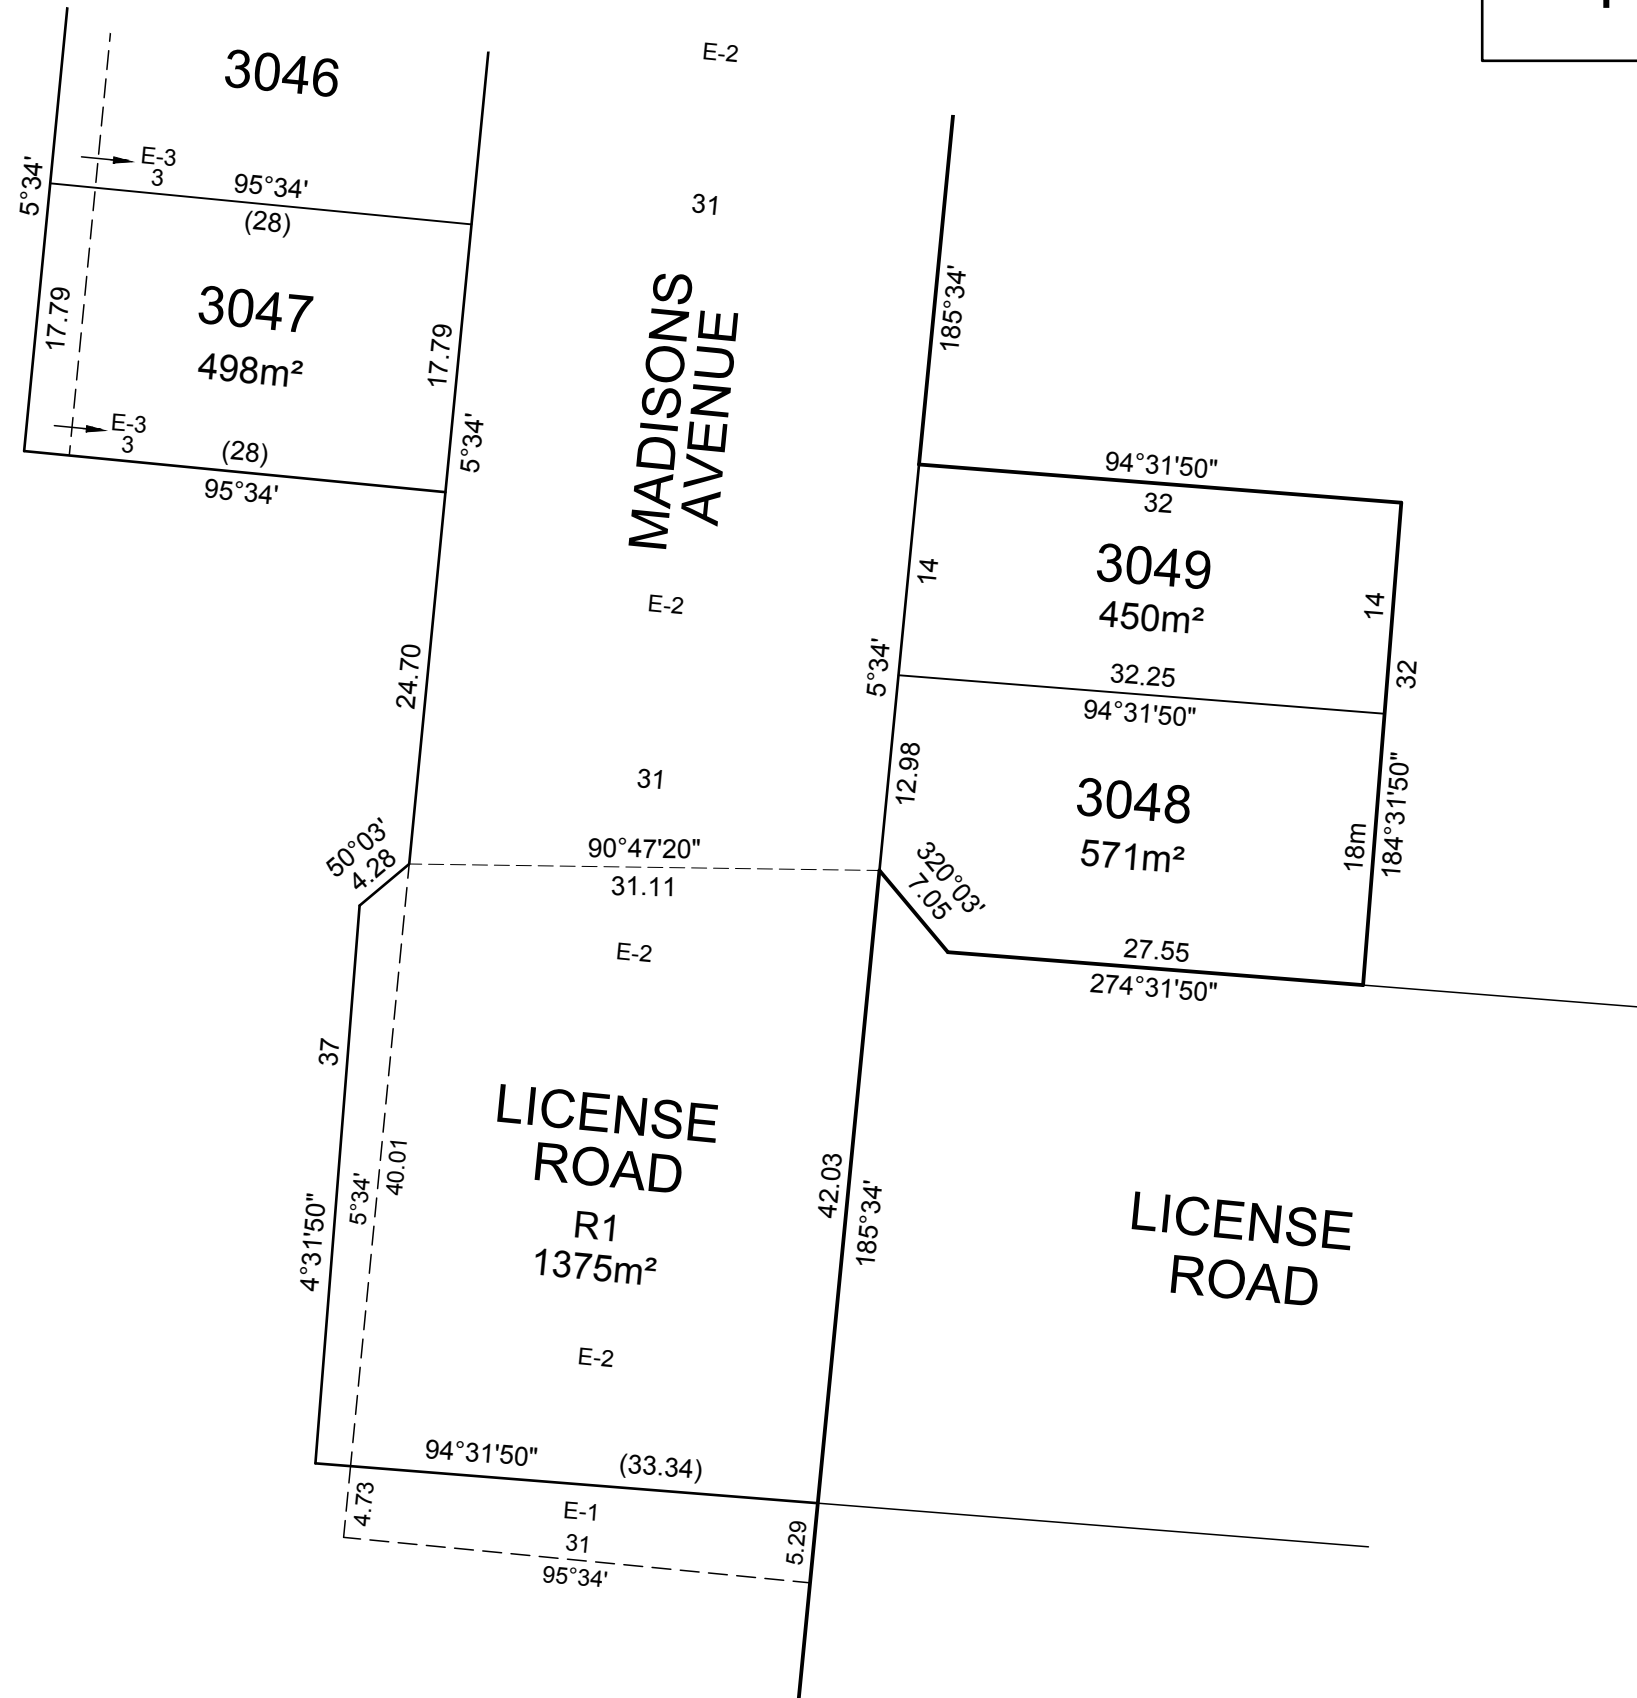 3046
E-2
E-3
3
5°34'
95°34'
(28)
31
17.79
3047
498m²
17.79
MADISONS
AVENUE
185°34'
E-3
3
(28)
95°34'
5°34'
94°31'50"
32
14
3049
450m²
14
E-2
24.70
5°34'
32.25
94°31'50"
32
12.98
3048
571m²
18m
184°31'50"
31
50°03'
4.28
90°47'20"
31.11
320°03'
7.05
27.55
274°31'50"
E-2
37
LICENSE
ROAD
R1
1375m²
40.01
5°34'
4°31'50"
42.03
185°34'
LICENSE
ROAD
E-2
94°31'50"
(33.34)
4.73
E-1
31
95°34'
5.29